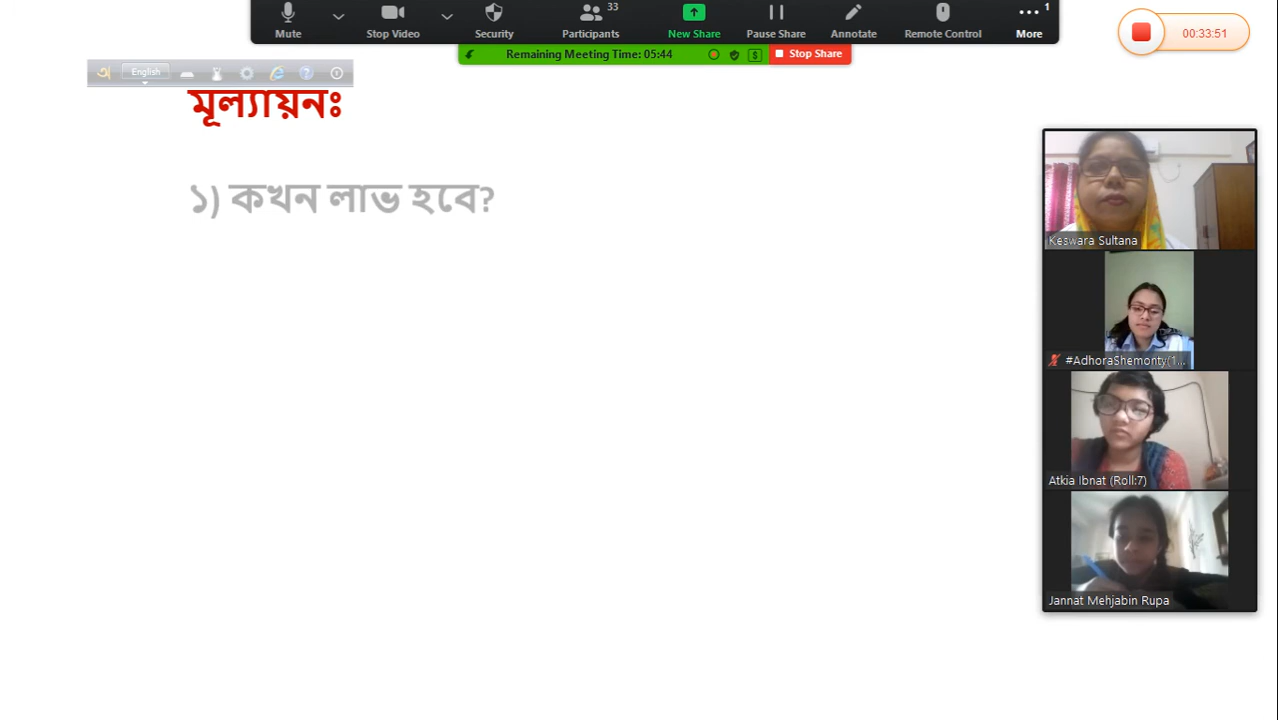 Mute
Stop Video
Security
33
Participants
New Share
Pause Share
Annotate
Remote Control
1
More
00:33:51
Remaining Meeting Time: 05:44
Stop Share
অ English
মূল্যায়নঃ
১) কখন লাভ হবে?
Keswara Sultana
#AdhoraShemonty(1...
Atkia Ibnat (Roll:7)
Jannat Mehjabin Rupa